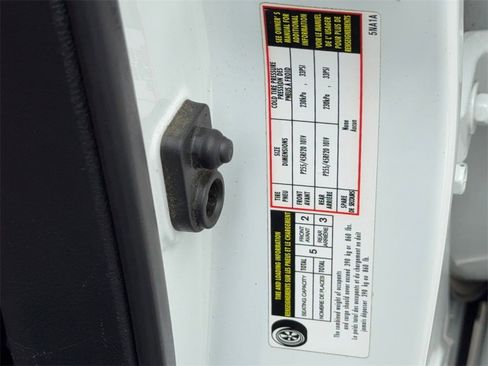 TIRE AND LOADING INFORMATION
RENSEIGNEMENTS SUR LES PNEUS ET LE CHARGEMENT
SEATING CAPACITY TOTAL 5 FRONT AVANT 2
NOMBRE DE PLACES TOTAL REAR ARRIÈRE 3
The combined weight of occupants
and cargo should never exceed 390 kg or 860 lbs.
Le poids total des occupants et du chargement ne doit
jamais dépasser 390 kg or 860 lb.
TIRE PNEU
SIZE DIMENSIONS
COLD TIRE PRESSURE
PRESSION DES
PNEUS À FROID
SEE OWNER'S
MANUAL FOR
ADDITIONAL
INFORMATION
VOIR LE MANUEL
DE L'USAGER
POUR PLUS DE
RENSEIGNEMENTS
FRONT AVANT P255/45RF20 101V 230kPa , 33PSI
REAR ARRIÈRE P255/45RF20 101V 230kPa , 33PSI
SPARE DE SECOURS None Aucun
5NA1A